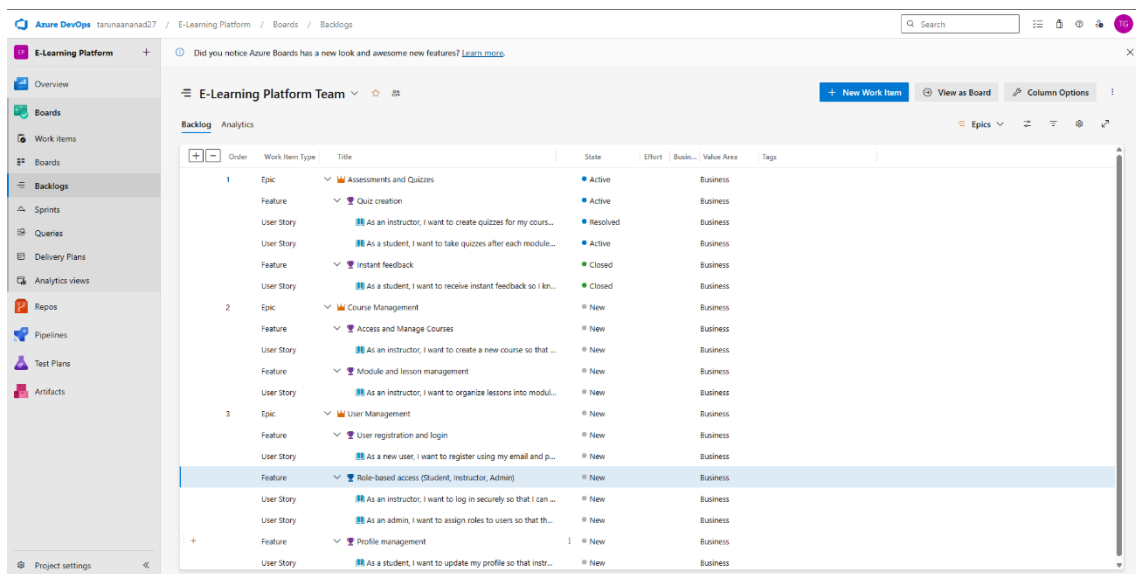 Azure DevOps tarunaananad27 / E-Learning Platform / Boards / Backlogs
Search
TG
EP E-Learning Platform +
Did you notice Azure Boards has a new look and awesome new features? Learn more.
Overview
Boards
Work items
Boards
Backlogs
Sprints
Queries
Delivery Plans
Analytics views
Repos
Pipelines
Test Plans
Artifacts
Project settings
E-Learning Platform Team
+ New Work Item View as Board Column Options
Backlog Analytics
Epics
Order Work Item Type Title State Effort Busin... Value Area Tags
1 Epic Assessments and Quizzes Active Business
Feature Quiz creation Active Business
User Story As an instructor, I want to create quizzes for my cours... Resolved Business
User Story As a student, I want to take quizzes after each module... Active Business
Feature Instant feedback Closed Business
User Story As a student, I want to receive instant feedback so I kn... Closed Business
2 Epic Course Management New Business
Feature Access and Manage Courses New Business
User Story As an instructor, I want to create a new course so that ... New Business
Feature Module and lesson management New Business
User Story As an instructor, I want to organize lessons into modul... New Business
3 Epic User Management New Business
Feature User registration and login New Business
User Story As a new user, I want to register using my email and p... New Business
Feature Role-based access (Student, Instructor, Admin) New Business
User Story As an instructor, I want to log in securely so that I can ... New Business
User Story As an admin, I want to assign roles to users so that th... New Business
Feature Profile management New Business
User Story As a student, I want to update my profile so that instr... New Business